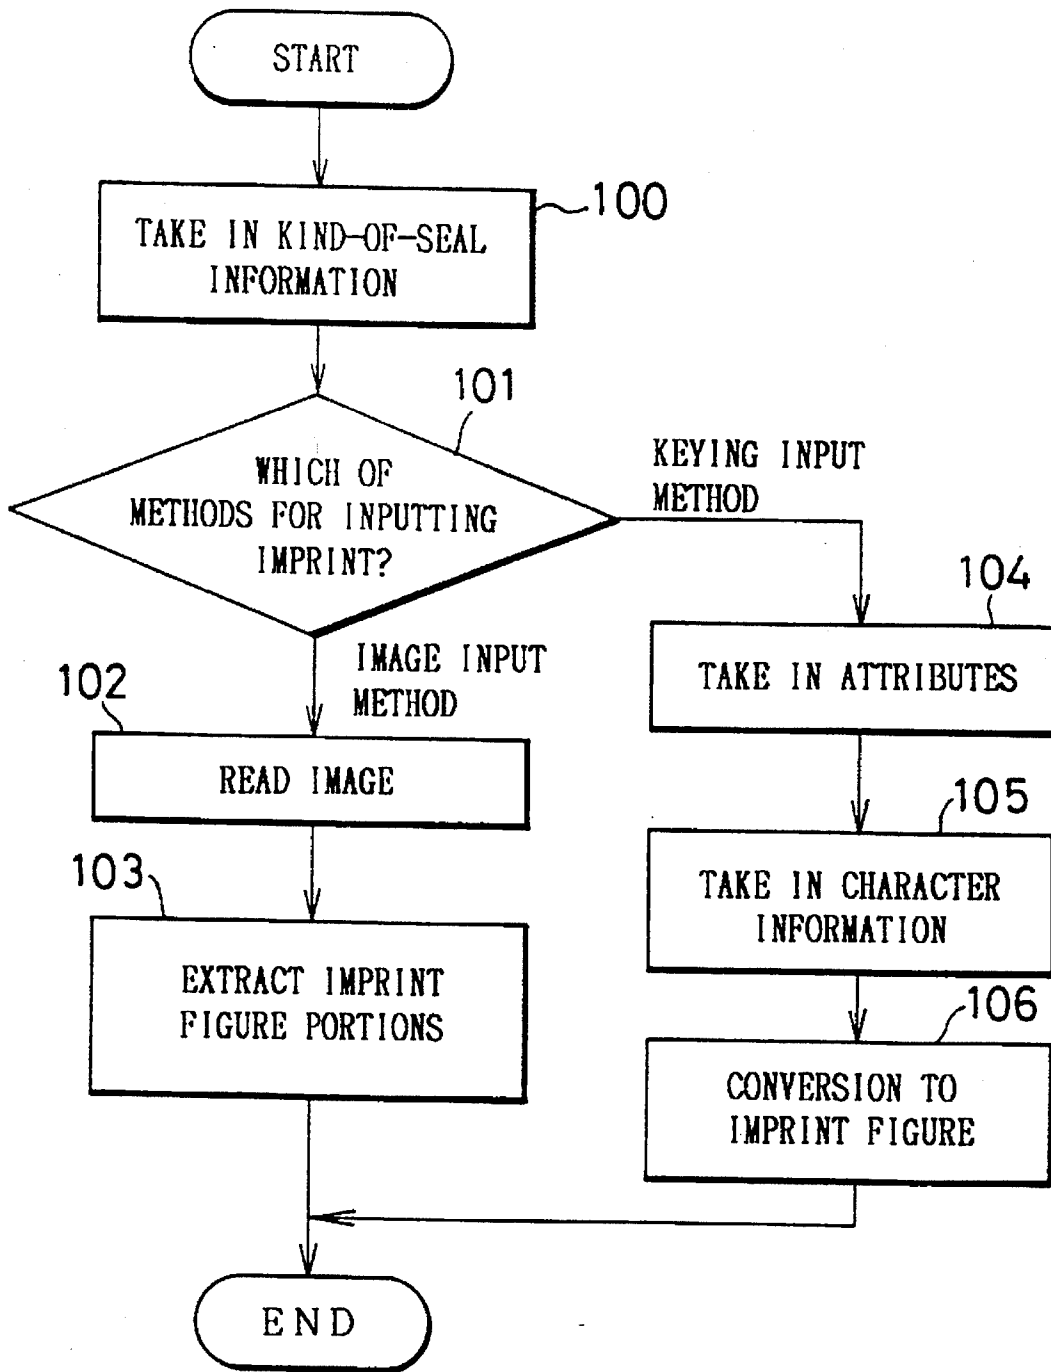 START
100
TAKE IN KIND-OF-SEAL
INFORMATION
101
WHICH OF
METHODS FOR INPUTTING
IMPRINT?
KEYING INPUT
METHOD
IMAGE INPUT
METHOD
102
READ IMAGE
103
EXTRACT IMPRINT
FIGURE PORTIONS
104
TAKE IN ATTRIBUTES
105
TAKE IN CHARACTER
INFORMATION
106
CONVERSION TO
IMPRINT FIGURE
END